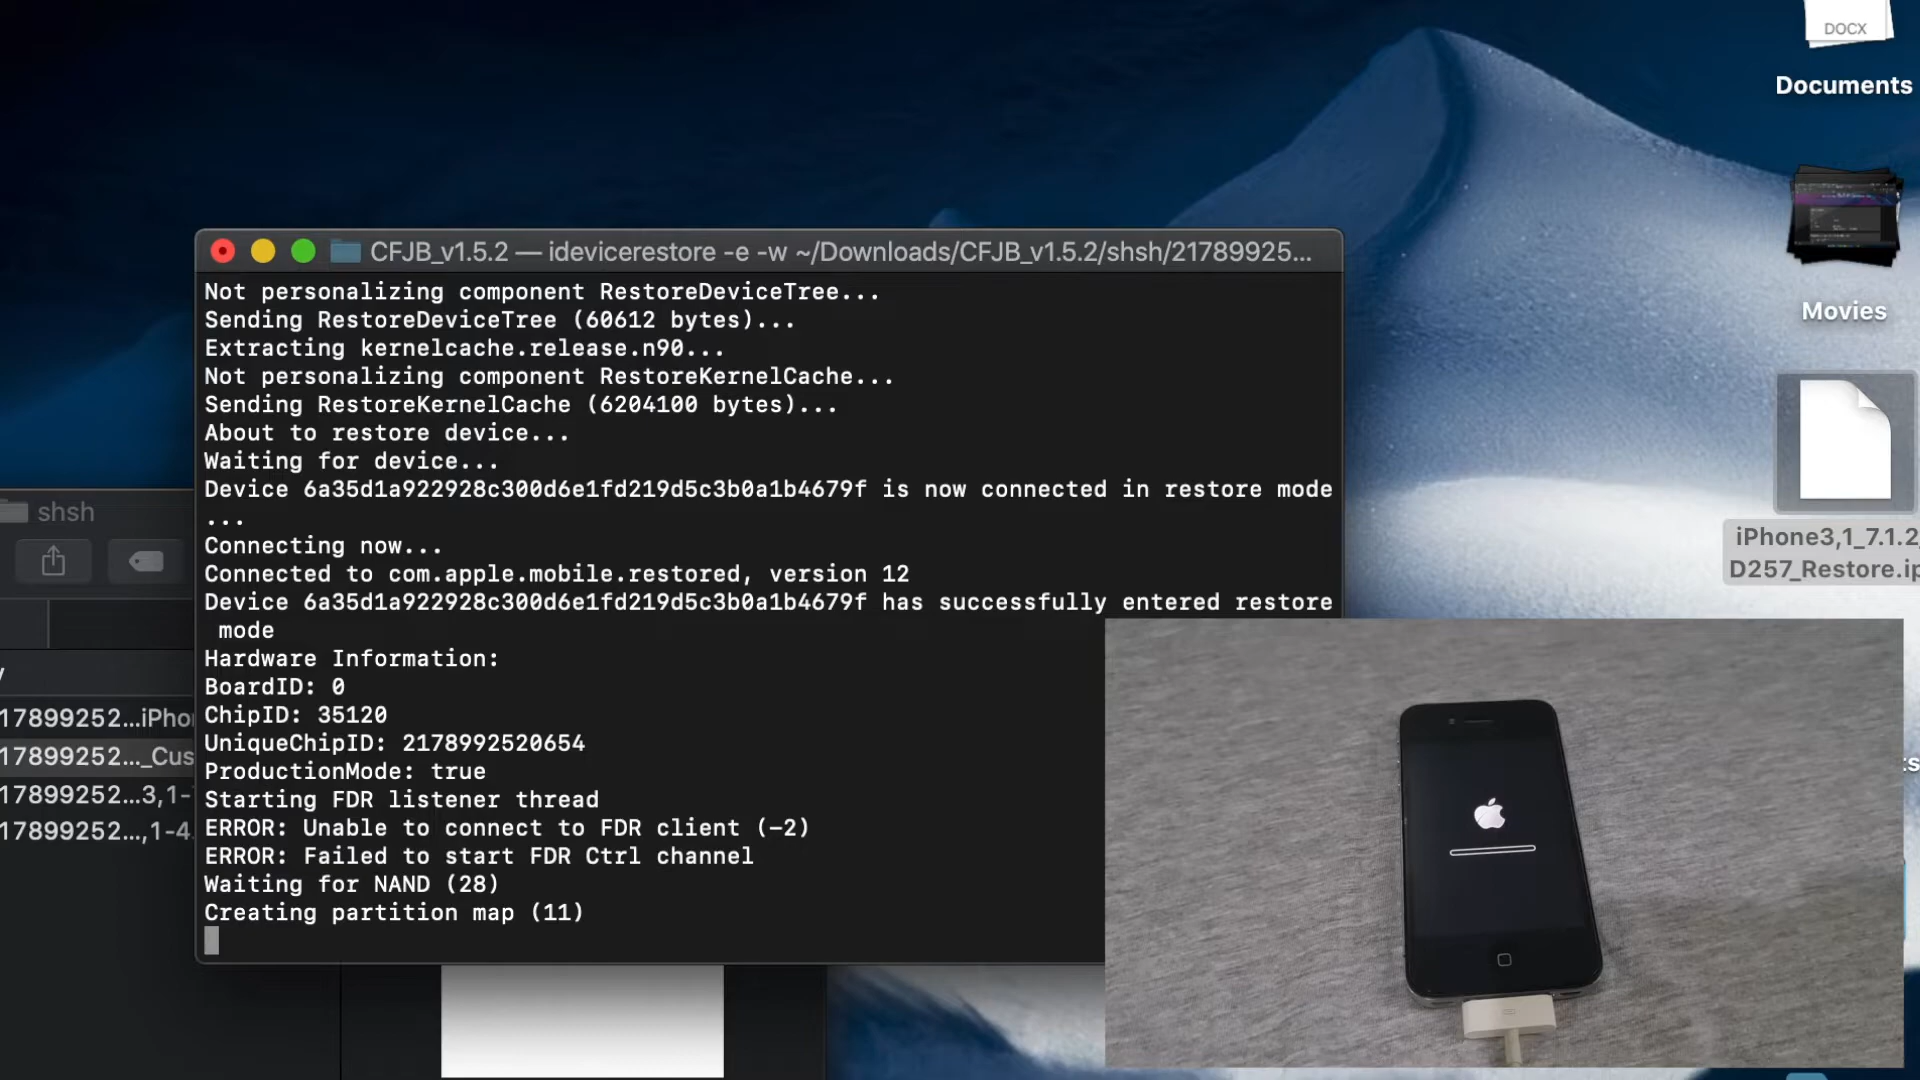 DOCX
Documents
Movies
iPhone3,1_7.1.2_
D257_Restore.ip
CFJB_v1.5.2 — idevicerestore -e -w ~/Downloads/CFJB_v1.5.2/shsh/21789925...
Not personalizing component RestoreDeviceTree...
Sending RestoreDeviceTree (60612 bytes)...
Extracting kernelcache.release.n90...
Not personalizing component RestoreKernelCache...
Sending RestoreKernelCache (6204100 bytes)...
About to restore device...
Waiting for device...
Device 6a35d1a922928c300d6e1fd219d5c3b0a1b4679f is now connected in restore mode
...
Connecting now...
Connected to com.apple.mobile.restored, version 12
Device 6a35d1a922928c300d6e1fd219d5c3b0a1b4679f has successfully entered restore
mode
Hardware Information:
BoardID: 0
ChipID: 35120
UniqueChipID: 2178992520654
ProductionMode: true
Starting FDR listener thread
ERROR: Unable to connect to FDR client (-2)
ERROR: Failed to start FDR Ctrl channel
Waiting for NAND (28)
Creating partition map (11)
shsh
17899252...iPho
17899252..._Cus
17899252...3,1-
17899252...,1-4.